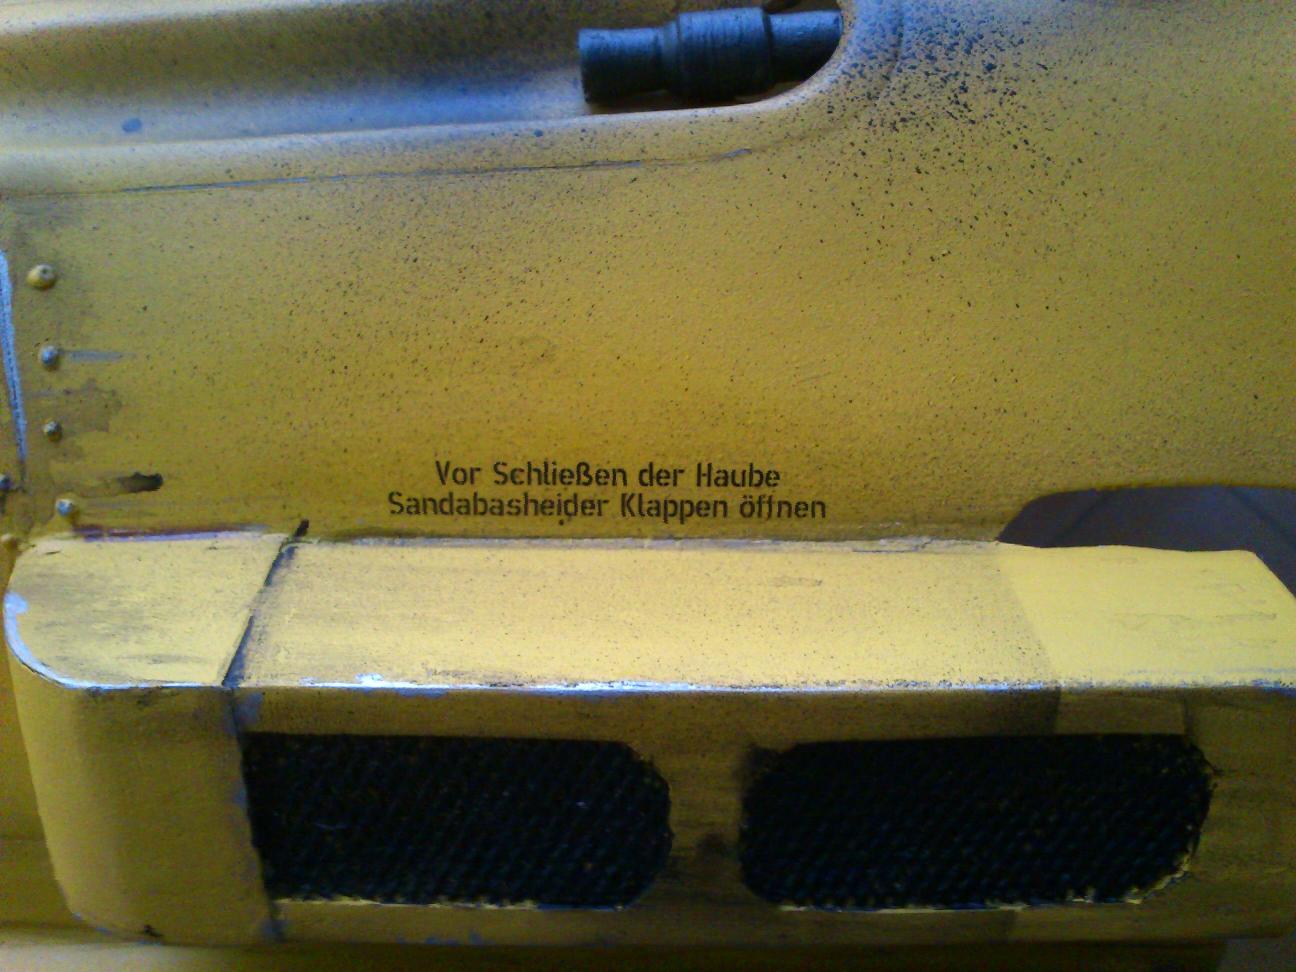 Vor Schließen der Haube
Sandabasheider Klappen öffnen